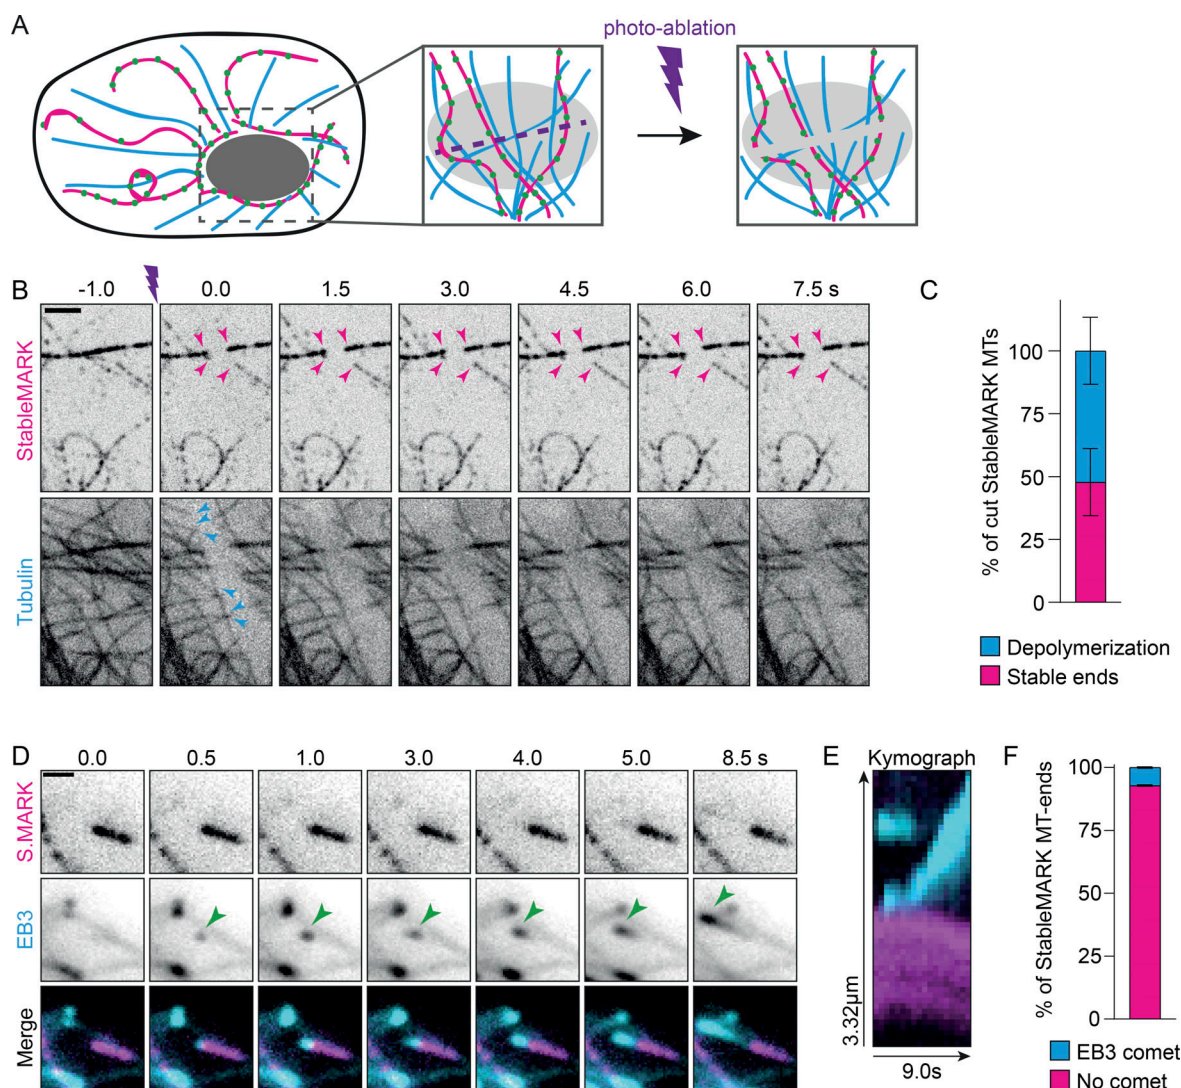 A
photo-ablation
B
-1.0 0.0 1.5 3.0 4.5 6.0 7.5 s
StableMARK
Tubulin
C
% of cut StableMARK MTs
100
75
50
25
0
Depolymerization
Stable ends
D
0.0 0.5 1.0 3.0 4.0 5.0 8.5 s
S.MARK
EB3
Merge
E
Kymograph
3.32µm
9.0s
F
% of StableMARK MT-ends
100
75
50
25
0
EB3 comet
No comet